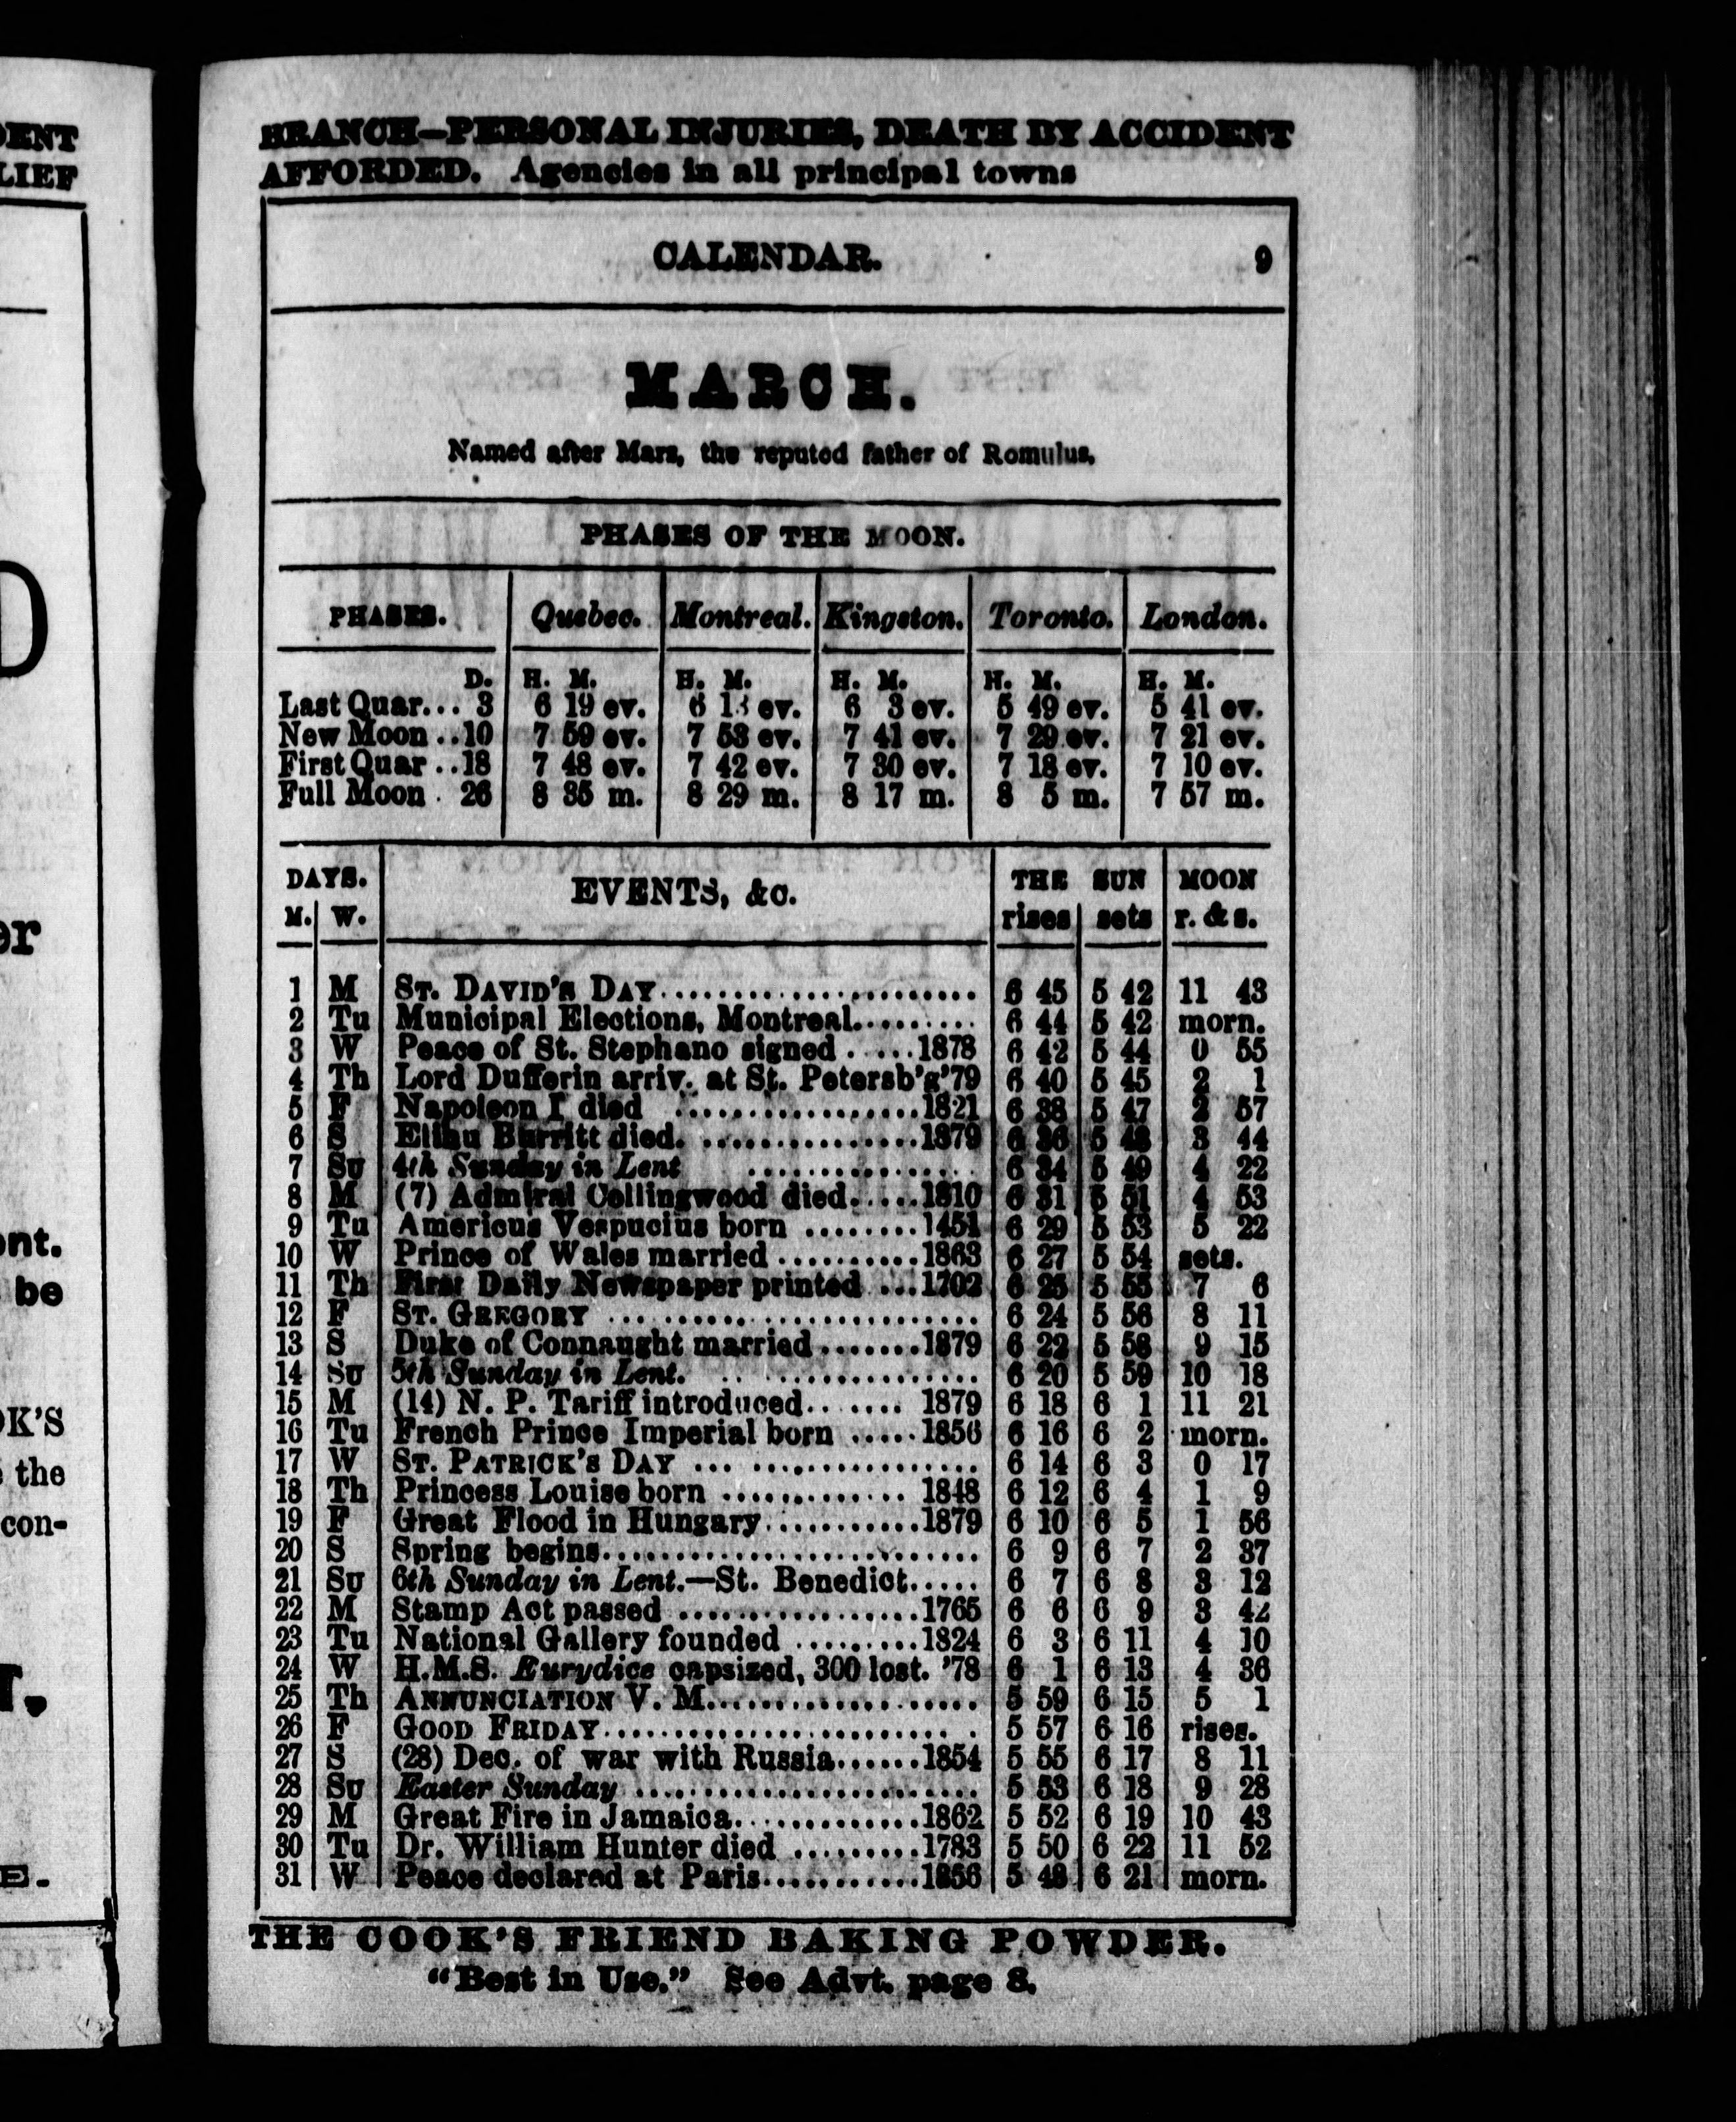 DENT
LIEF
D
er
ont.
be
OK'S
the
con-
E.
BRANCH—PERSONAL INJURIES, DEATH BY ACCIDENT
AFFORDED. Agencies in all principal towns
CALENDAR. 9
MARCH.
Named after Mars, the reputed father of Romulus.
PHASES OF THE MOON.
PHASES. Quebec. Montreal. Kingston. Toronto. London.
D. H. M. H. M. H. M. H. M. H. M.
Last Quar... 3 6 19 ev. 6 13 ev. 6 3 ev. 5 49 ev. 5 41 ev.
New Moon ..10 7 59 ev. 7 53 ev. 7 41 ev. 7 29 ev. 7 21 ev.
First Quar ..18 7 48 ev. 7 42 ev. 7 30 ev. 7 18 ev. 7 10 ev.
Full Moon . 26 8 35 m. 8 29 m. 8 17 m. 8 5 m. 7 57 m.
DAYS. EVENTS, &c. THE SUN MOON
M. W. rises sets r. & s.
1 M ST. DAVID'S DAY........................ 6 45 5 42 11 43
2 Tu Municipal Elections, Montreal.......... 6 44 5 42 morn.
3 W Peace of St. Stephano signed . ....1878 6 42 5 44 0 55
4 Th Lord Dufferin arriv. at St. Petersb'g'79 6 40 5 45 2 1
5 F Napoleon I died ..................1821 6 38 5 47 2 57
6 S Elihu Burritt died. ................1879 6 36 5 48 3 44
7 SU 4th Sunday in Lent ................ 6 34 5 49 4 22
8 M (7) Admiral Collingwood died.....1810 6 31 5 51 4 53
9 Tu Americus Vespucius born ........1451 6 29 5 53 5 22
10 W Prince of Wales married ..........1863 6 27 5 54 sets.
11 Th First Daily Newspaper printed ...1702 6 25 5 55 7 6
12 F ST. GREGORY ... ...................... 6 24 5 56 8 11
13 S Duke of Connaught married.......1879 6 22 5 58 9 15
14 SU 5th Sunday in Lent. .. ................ 6 20 5 59 10 18
15 M (14) N. P. Tariff introduced....... 1879 6 18 6 1 11 21
16 Tu French Prince Imperial born .....1856 6 16 6 2 morn.
17 W ST. PATRICK'S DAY ... ................ 6 14 6 3 0 17
18 Th Princess Louise born ............. 1848 6 12 6 4 1 9
19 F Great Flood in Hungary...........1879 6 10 6 5 1 56
20 S Spring begins............................ 6 9 6 7 2 37
21 SU 6th Sunday in Lent.—St. Benedict..... 6 7 6 8 3 12
22 M Stamp Act passed ..................1765 6 6 6 9 3 42
23 Tu National Gallery founded .........1824 6 3 6 11 4 10
24 W H.M.S. Eurydice capsized, 300 lost. '78 6 1 6 13 4 36
25 Th ANNUNCIATION V. M.................... 5 59 6 15 5 1
26 F GOOD FRIDAY.......................... . 5 57 6 16 rises.
27 S (28) Dec. of war with Russia......1854 5 55 6 17 8 11
28 SU Easter Sunday .......................... 5 53 6 18 9 28
29 M Great Fire in Jamaica.............1862 5 52 6 19 10 43
30 Tu Dr. William Hunter died .........1783 5 50 6 22 11 52
31 W Peace declared at Paris...........1856 5 48 6 21 morn.
THE COOK'S FRIEND BAKING POWDER.
"Best in Use." See Advt. page 8.